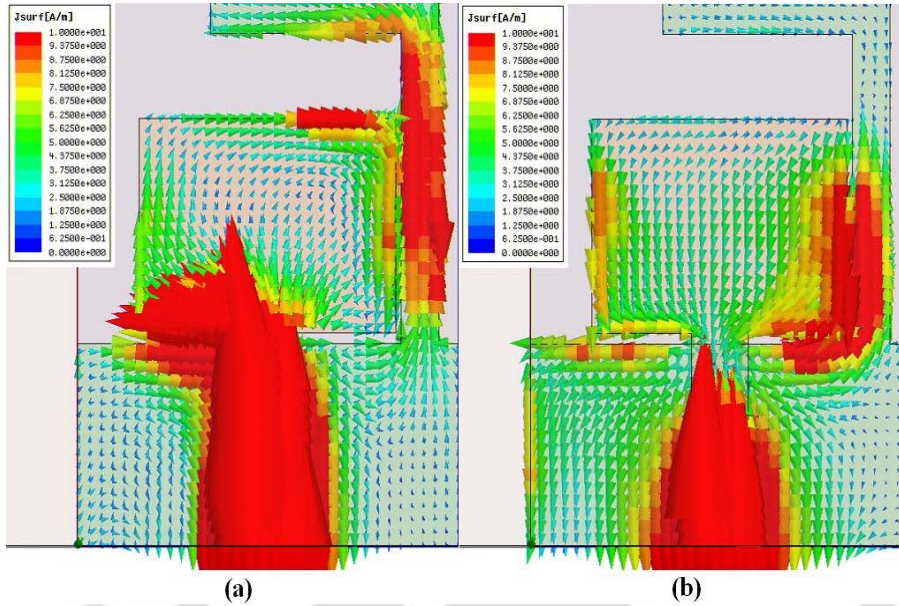 Jsurf[A/m]
1.0000e+001
9.3750e+000
8.7500e+000
8.1250e+000
7.5000e+000
6.8750e+000
6.2500e+000
5.6250e+000
5.0000e+000
4.3750e+000
3.7500e+000
3.1250e+000
2.5000e+000
1.8750e+000
1.2500e+000
6.2500e-001
0.0000e+000
Jsurf[A/m]
1.0000e+001
9.3750e+000
8.7500e+000
8.1250e+000
7.5000e+000
6.8750e+000
6.2500e+000
5.6250e+000
5.0000e+000
4.3750e+000
3.7500e+000
3.1250e+000
2.5000e+000
1.8750e+000
1.2500e+000
6.2500e-001
0.0000e+000
(a)
(b)